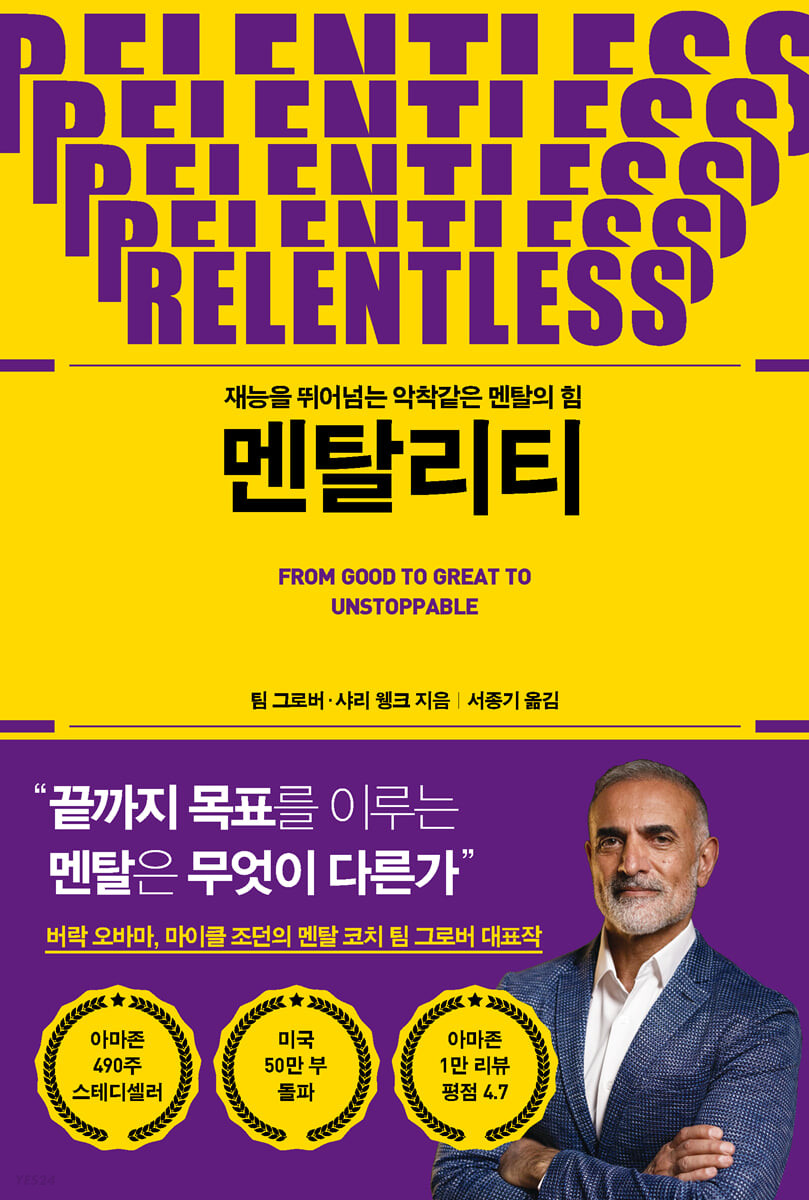 RELENTLESS
RELENTLESS
RELENTLESS
RELENTLESS
RELENTLESS
재능을 뛰어넘는 악착같은 멘탈의 힘
멘탈리티
FROM GOOD TO GREAT TO
UNSTOPPABLE
팀 그로버·샤리 웽크 지음 | 서종기 옮김
“끝까지 목표를 이루는
멘탈은 무엇이 다른가”
버락 오바마, 마이클 조던의 멘탈 코치 팀 그로버 대표작
아마존
490주
스테디셀러
미국
50만 부
돌파
아마존
1만 리뷰
평점 4.7
YES24